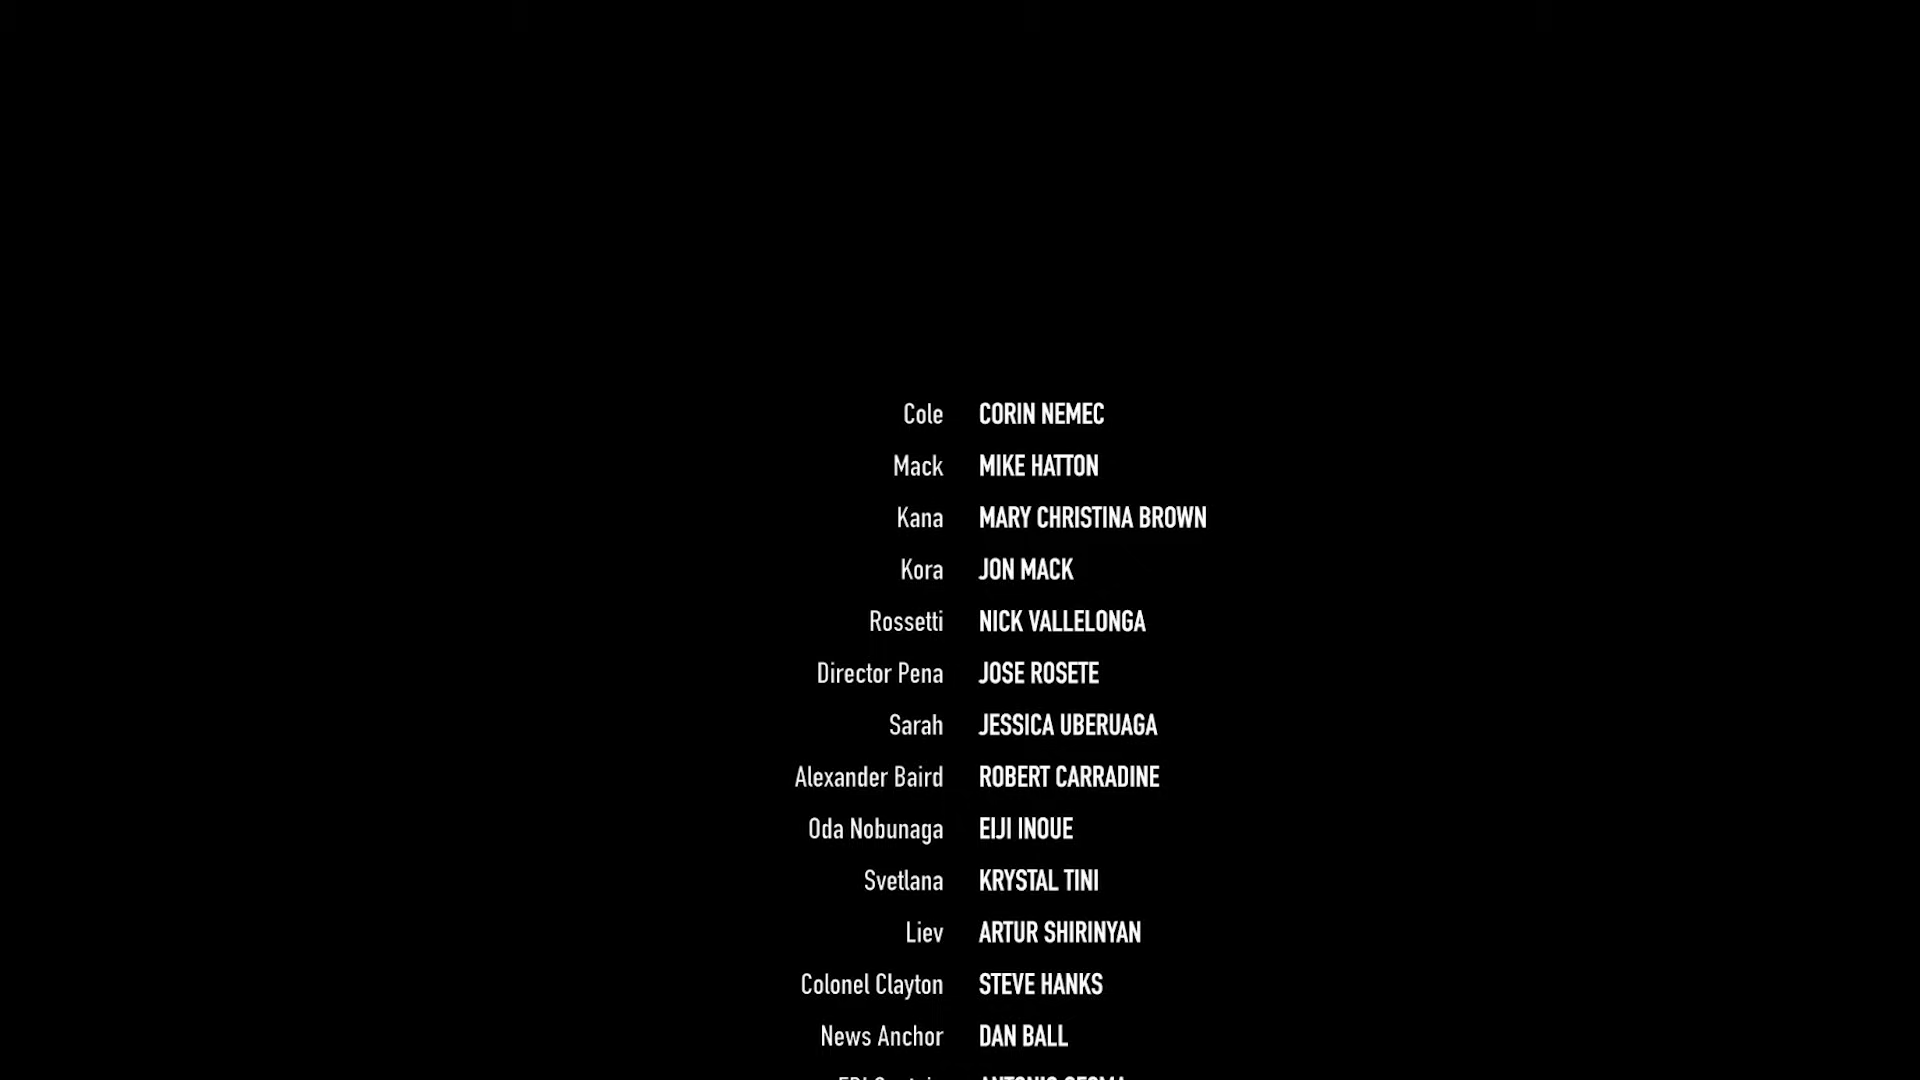 Cole CORIN NEMEC
Mack MIKE HATTON
Kana MARY CHRISTINA BROWN
Kora JON MACK
Rossetti NICK VALLELONGA
Director Pena JOSE ROSETE
Sarah JESSICA UBERUAGA
Alexander Baird ROBERT CARRADINE
Oda Nobunaga EIJI INOUE
Svetlana KRYSTAL TINI
Liev ARTUR SHIRINYAN
Colonel Clayton STEVE HANKS
News Anchor DAN BALL